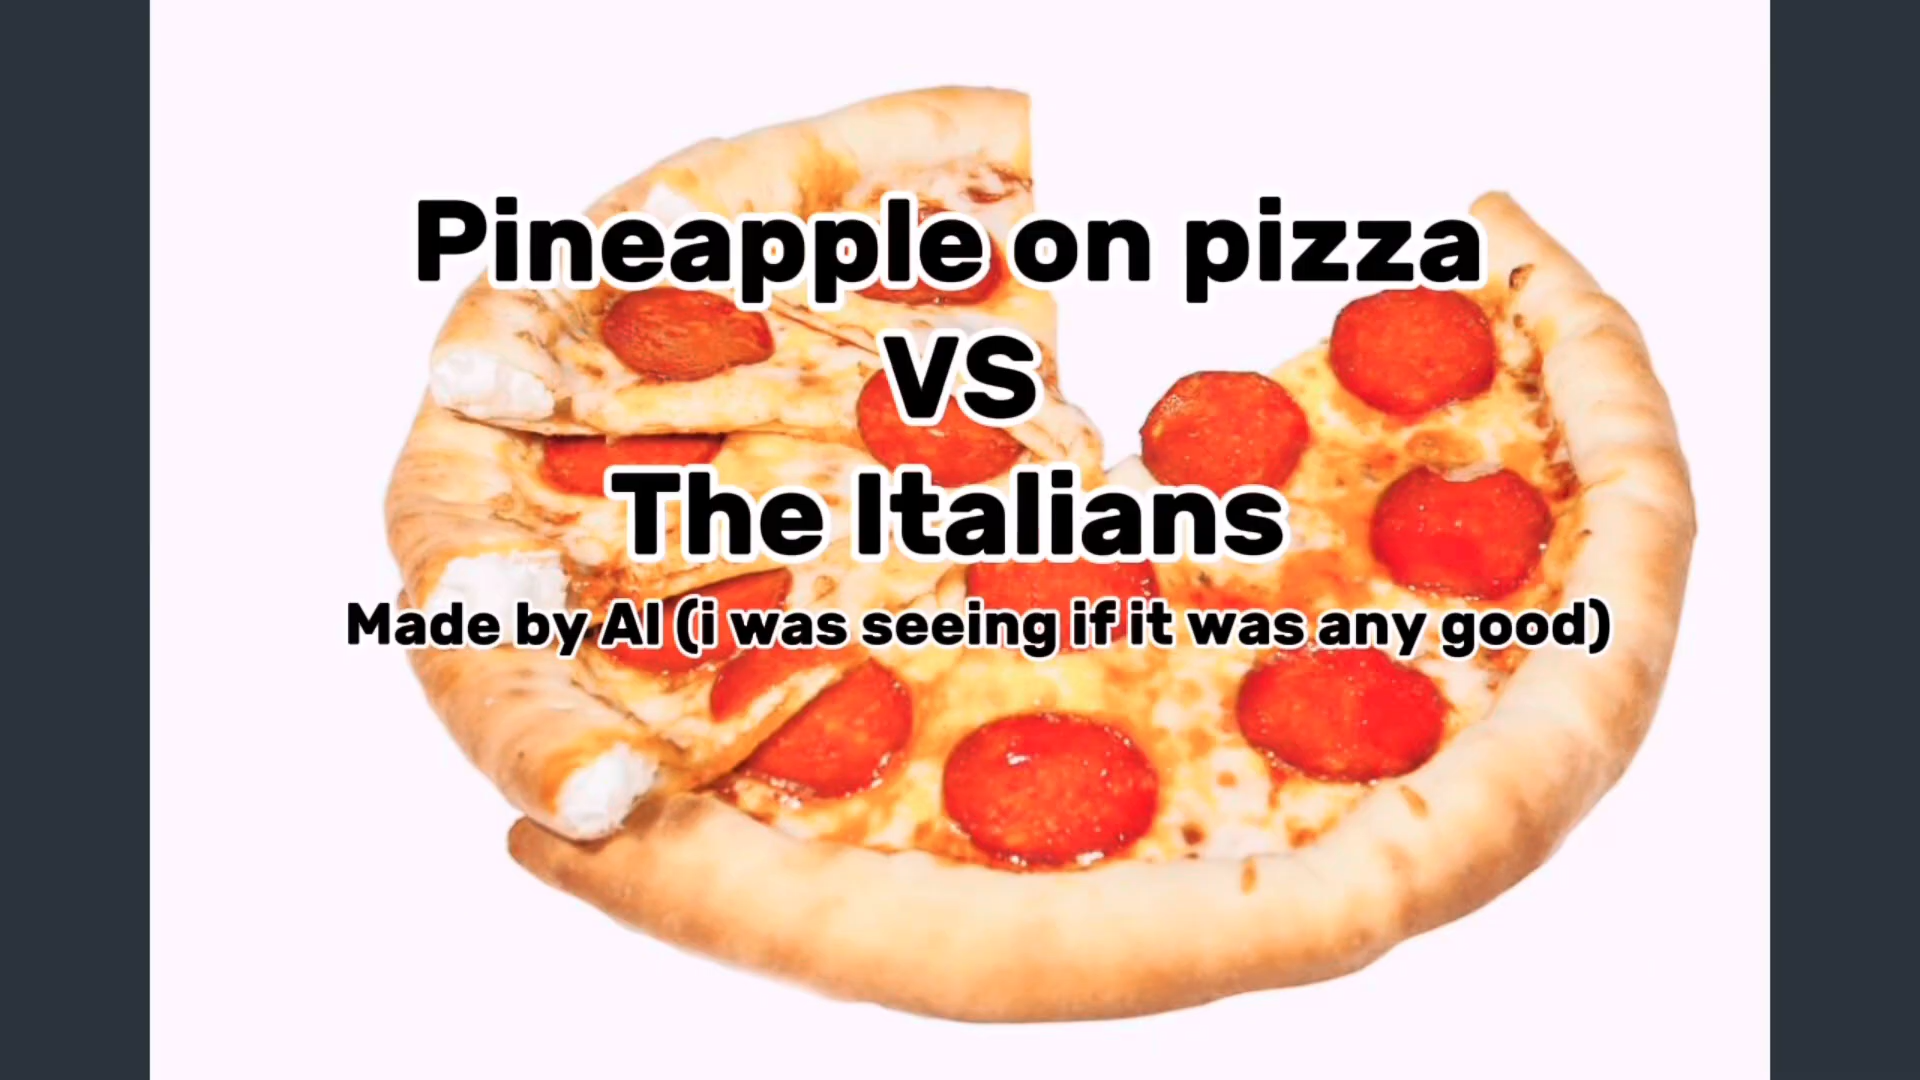 Pineapple on pizza
VS
The Italians
Made by AI (i was seeing if it was any good)